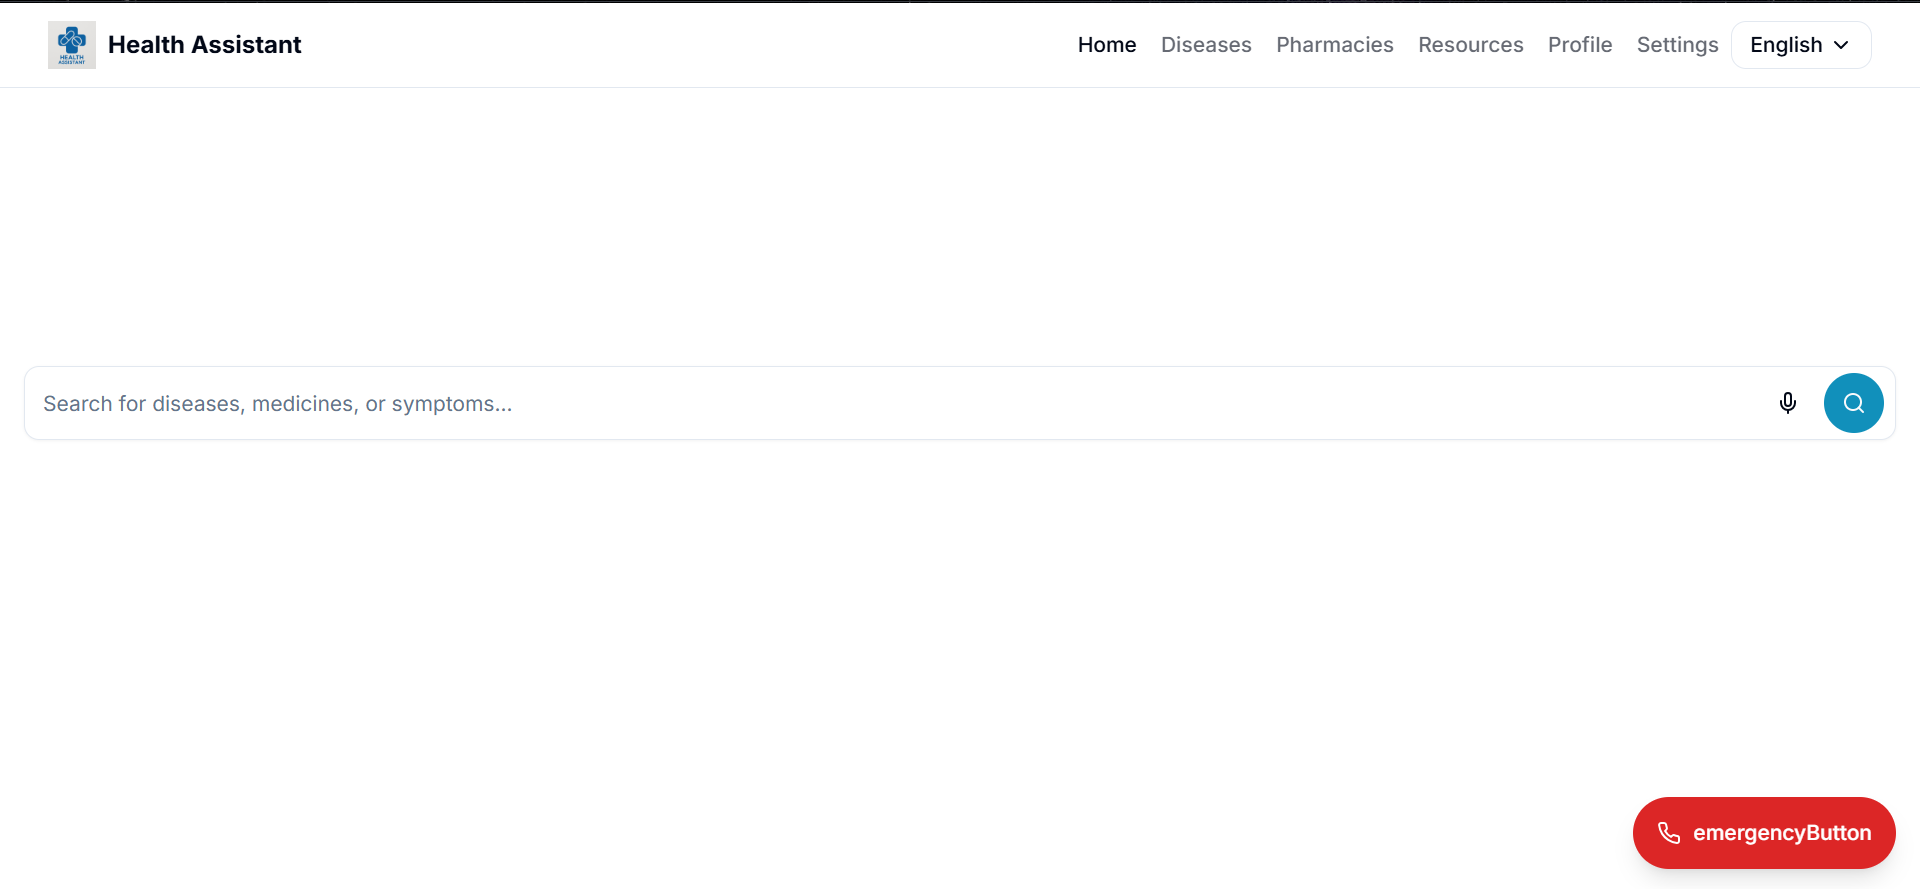 HEALTH
ASSISTANT
Health Assistant
Home Diseases Pharmacies Resources Profile Settings English
Search for diseases, medicines, or symptoms...
emergencyButton